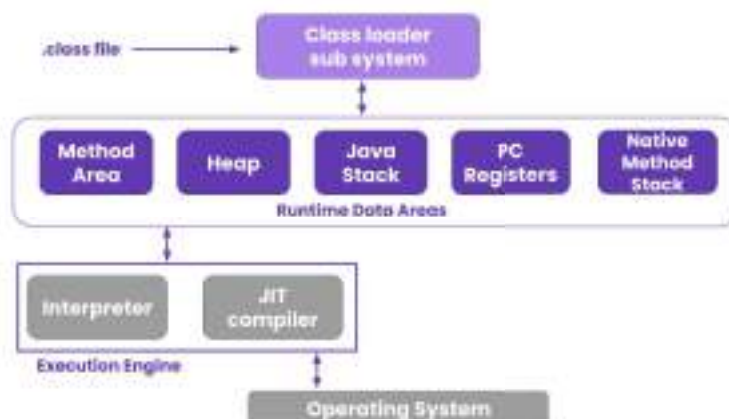 Class loader
sub system
.class file
Method
Area
Heap
Java
Stack
PC
Registers
Native
Method
Stack
Runtime Data Areas
Interpreter
JIT
compiler
Execution Engine
Operating System